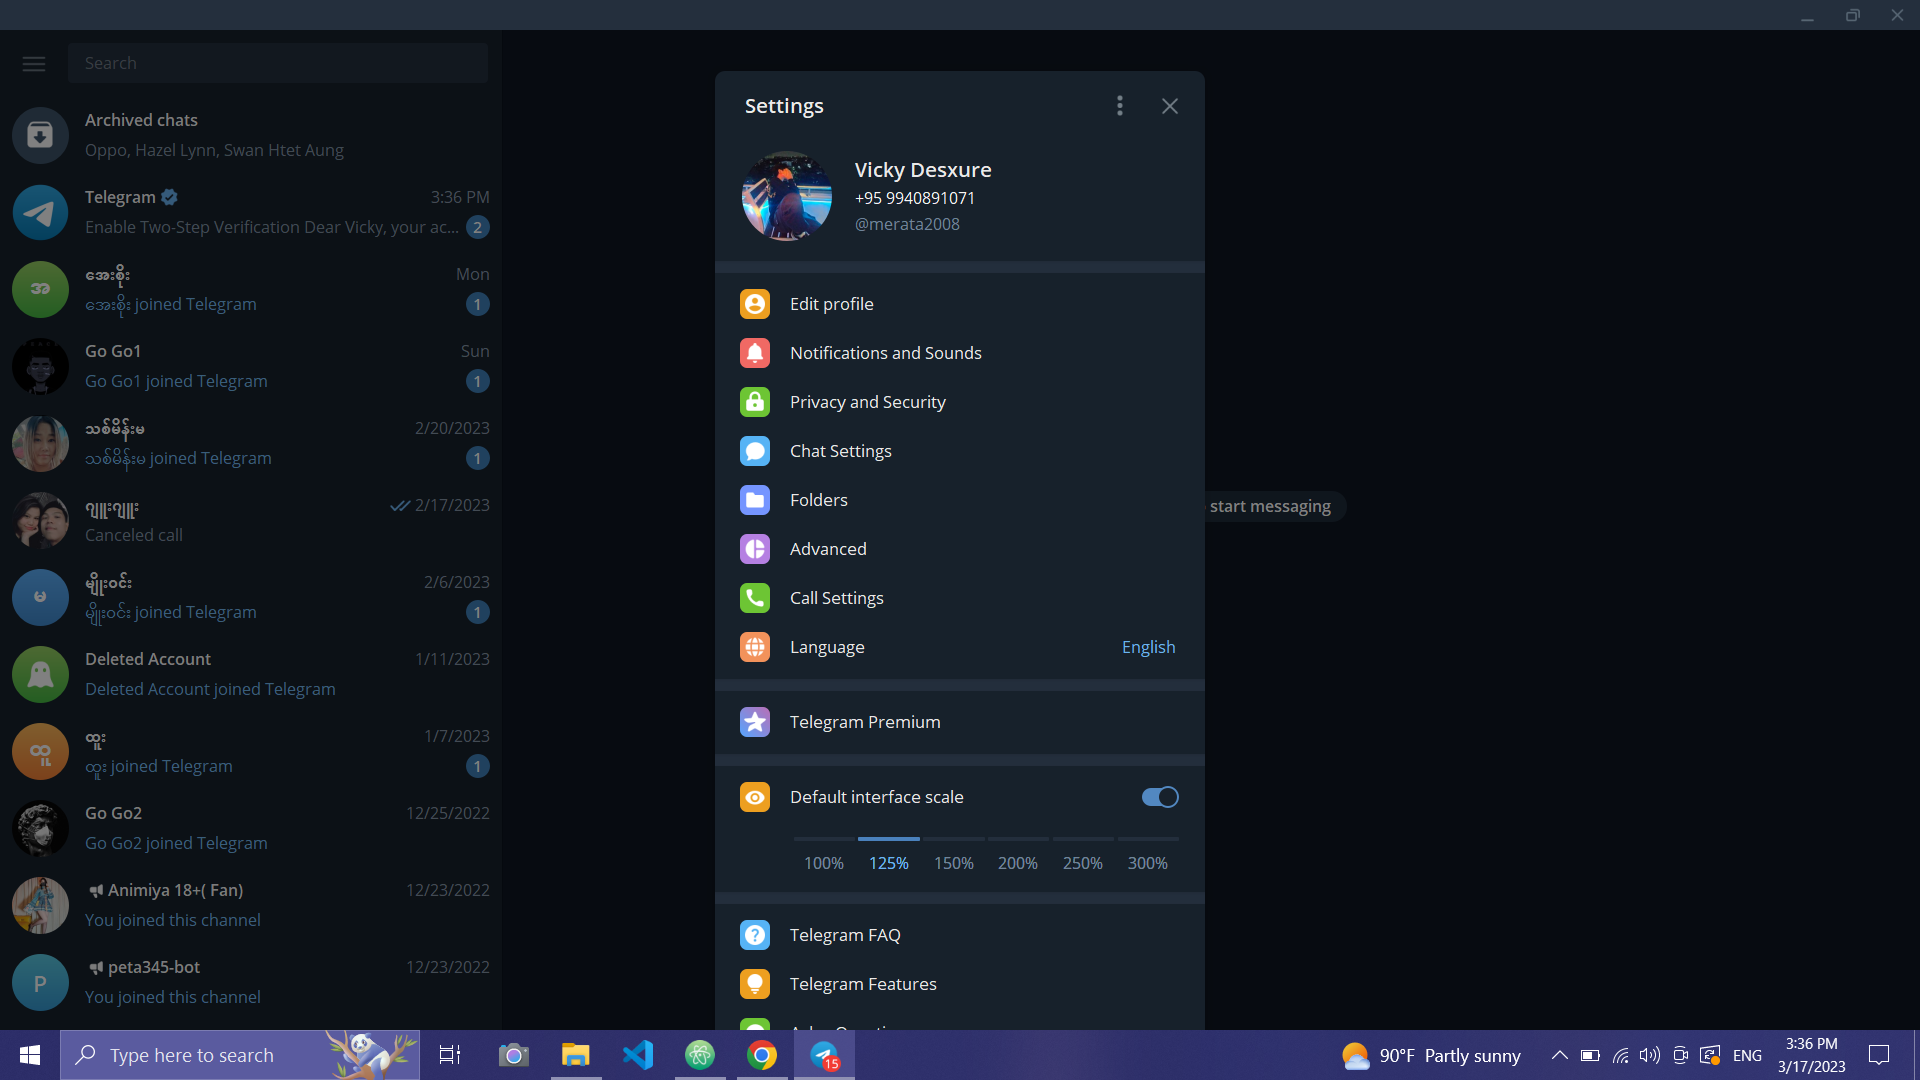 Search
Archived chats
Oppo, Hazel Lynn, Swan Htet Aung
Telegram 3:36 PM
Enable Two-Step Verification Dear Vicky, your ac... 2
အေးစိုး Mon
အေးစိုး joined Telegram 1
အ
Go Go1 Sun
Go Go1 joined Telegram 1
သစ်မိန်းမ 2/20/2023
သစ်မိန်းမ joined Telegram 1
ဂျူးဂျူး 2/17/2023
Canceled call
မျိုးဝင်း 2/6/2023
မျိုးဝင်း joined Telegram 1
မ
Deleted Account 1/11/2023
Deleted Account joined Telegram
ထူး 1/7/2023
ထူး joined Telegram 1
ထူ
Go Go2 12/25/2022
Go Go2 joined Telegram
Animiya 18+( Fan) 12/23/2022
You joined this channel
peta345-bot 12/23/2022
You joined this channel
P
Settings
Vicky Desxure
+95 9940891071
@merata2008
Edit profile
Notifications and Sounds
Privacy and Security
Chat Settings
Folders
Advanced
Call Settings
Language English
Telegram Premium
Default interface scale
100% 125% 150% 200% 250% 300%
Telegram FAQ
Telegram Features
start messaging
Type here to search
15
90°F Partly sunny
ENG
3:36 PM
3/17/2023